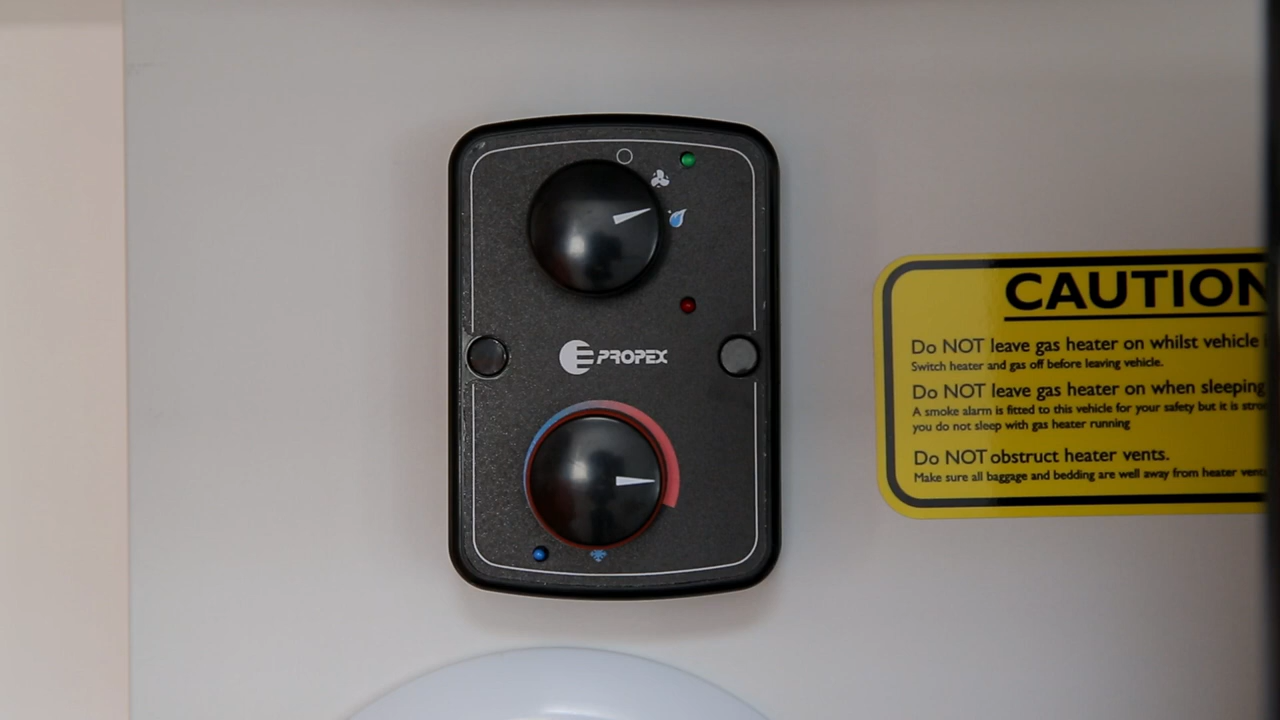 PROPEX
CAUTION
Do NOT leave gas heater on whilst vehicle
Switch heater and gas off before leaving vehicle.
Do NOT leave gas heater on when sleeping
A smoke alarm is fitted to this vehicle for your safety but it is
you do not sleep with gas heater running
Do NOT obstruct heater vents.
Make sure all baggage and bedding are well away from heater